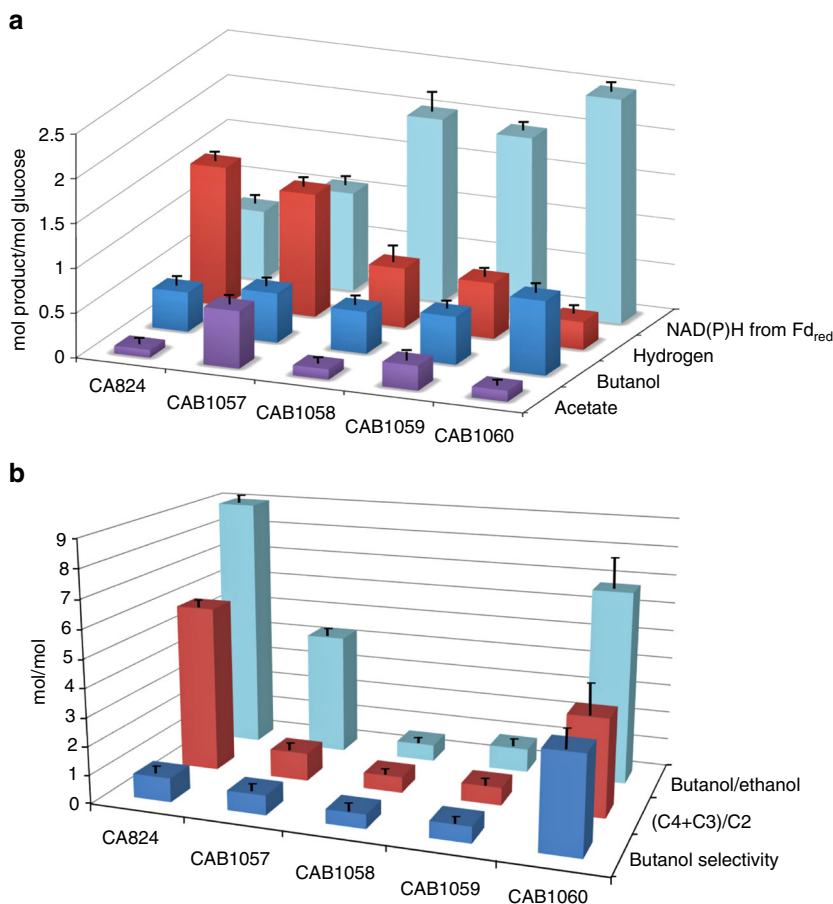 a
mol product/mol glucose
2.5
2
1.5
1
0.5
0
CA824
CAB1057
CAB1058
CAB1059
CAB1060
NAD(P)H from Fdred
Hydrogen
Butanol
Acetate
b
mol/mol
9
8
7
6
5
4
3
2
1
0
CA824
CAB1057
CAB1058
CAB1059
CAB1060
Butanol/ethanol
(C4+C3)/C2
Butanol selectivity